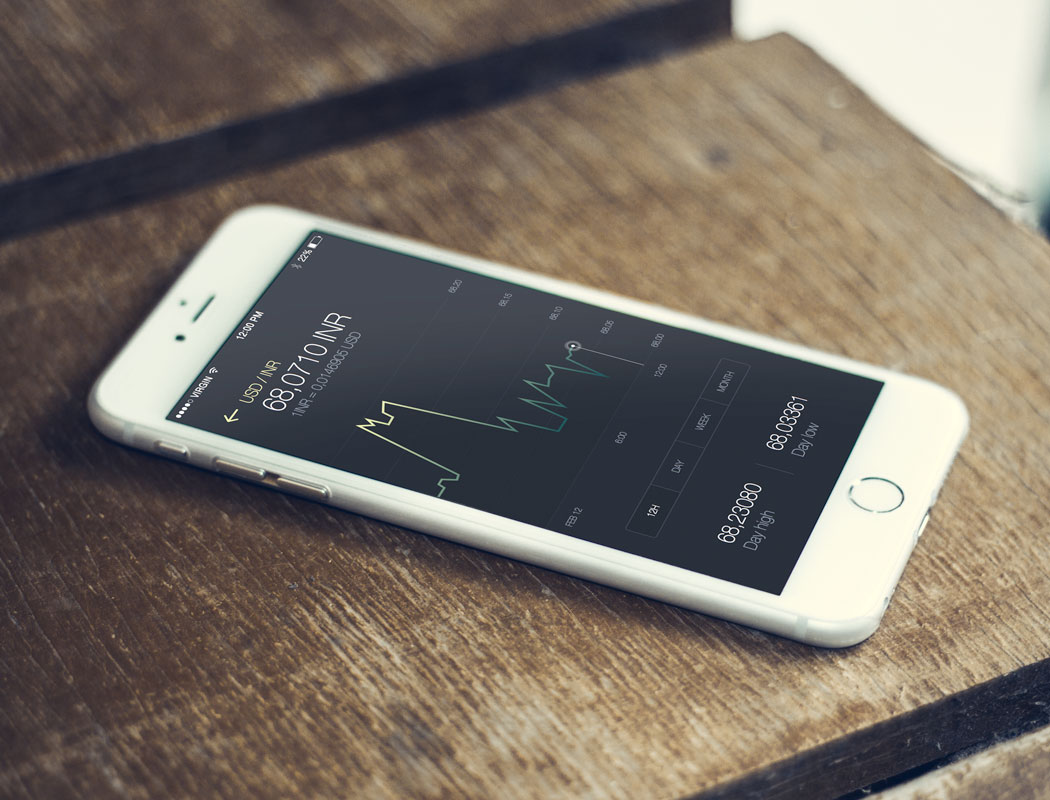 VIRGIN 12:00 PM 22%
USD / INR
68,0710 INR
1INR = 0,0146905 USD
68,20
68,15
68,10
68,05
68,00
FEB 12 6:00 12:00
12H DAY WEEK MONTH
68,23080 68,03361
Day high Day low